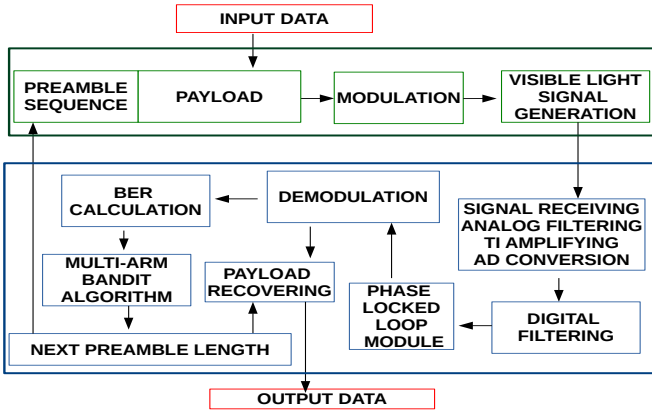 INPUT DATA
PREAMBLE
SEQUENCE
PAYLOAD
MODULATION
VISIBLE LIGHT
SIGNAL
GENERATION
BER
CALCULATION
DEMODULATION
SIGNAL RECEIVING
ANALOG FILTERING
TI AMPLIFYING
AD CONVERSION
MULTI-ARM
BANDIT
ALGORITHM
PAYLOAD
RECOVERING
PHASE
LOCKED
LOOP
MODULE
DIGITAL
FILTERING
NEXT PREAMBLE LENGTH
OUTPUT DATA